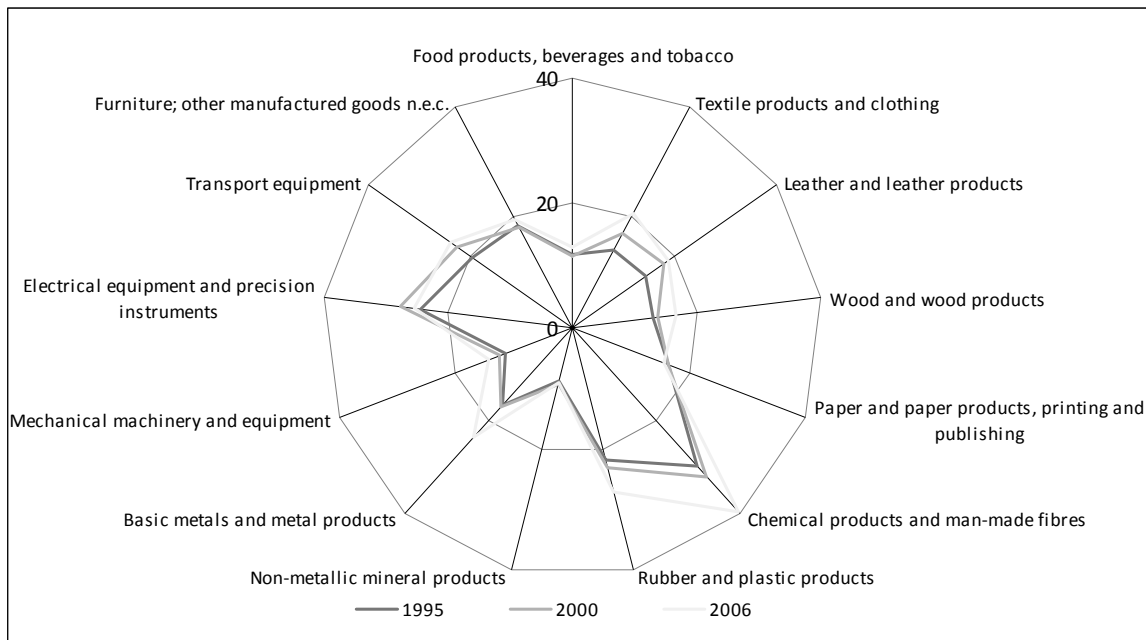 Food products, beverages and tobacco
40
Furniture; other manufactured goods n.e.c.
Textile products and clothing
Transport equipment
Leather and leather products
20
Electrical equipment and precision
instruments
Wood and wood products
0
Mechanical machinery and equipment
Paper and paper products, printing and
publishing
Basic metals and metal products
Chemical products and man-made fibres
Non-metallic mineral products
Rubber and plastic products
1995
2000
2006